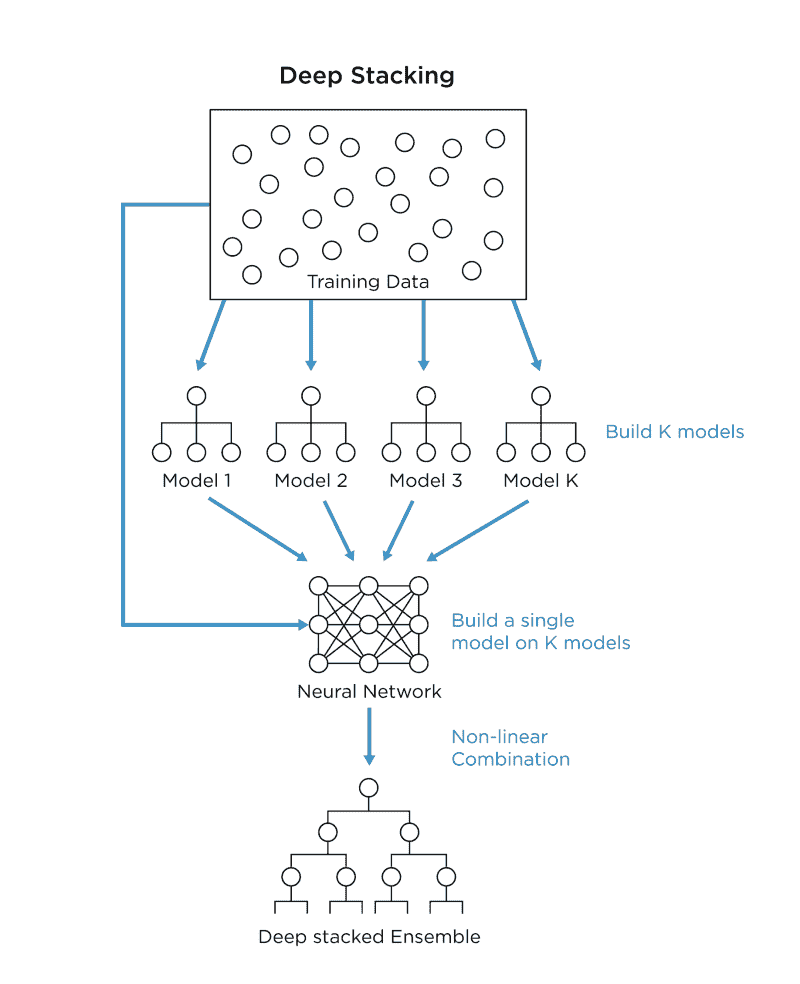 Deep Stacking
Training Data
Build K models
Model 1
Model 2
Model 3
Model K
Build a single
model on K models
Neural Network
Non-linear
Combination
Deep stacked Ensemble